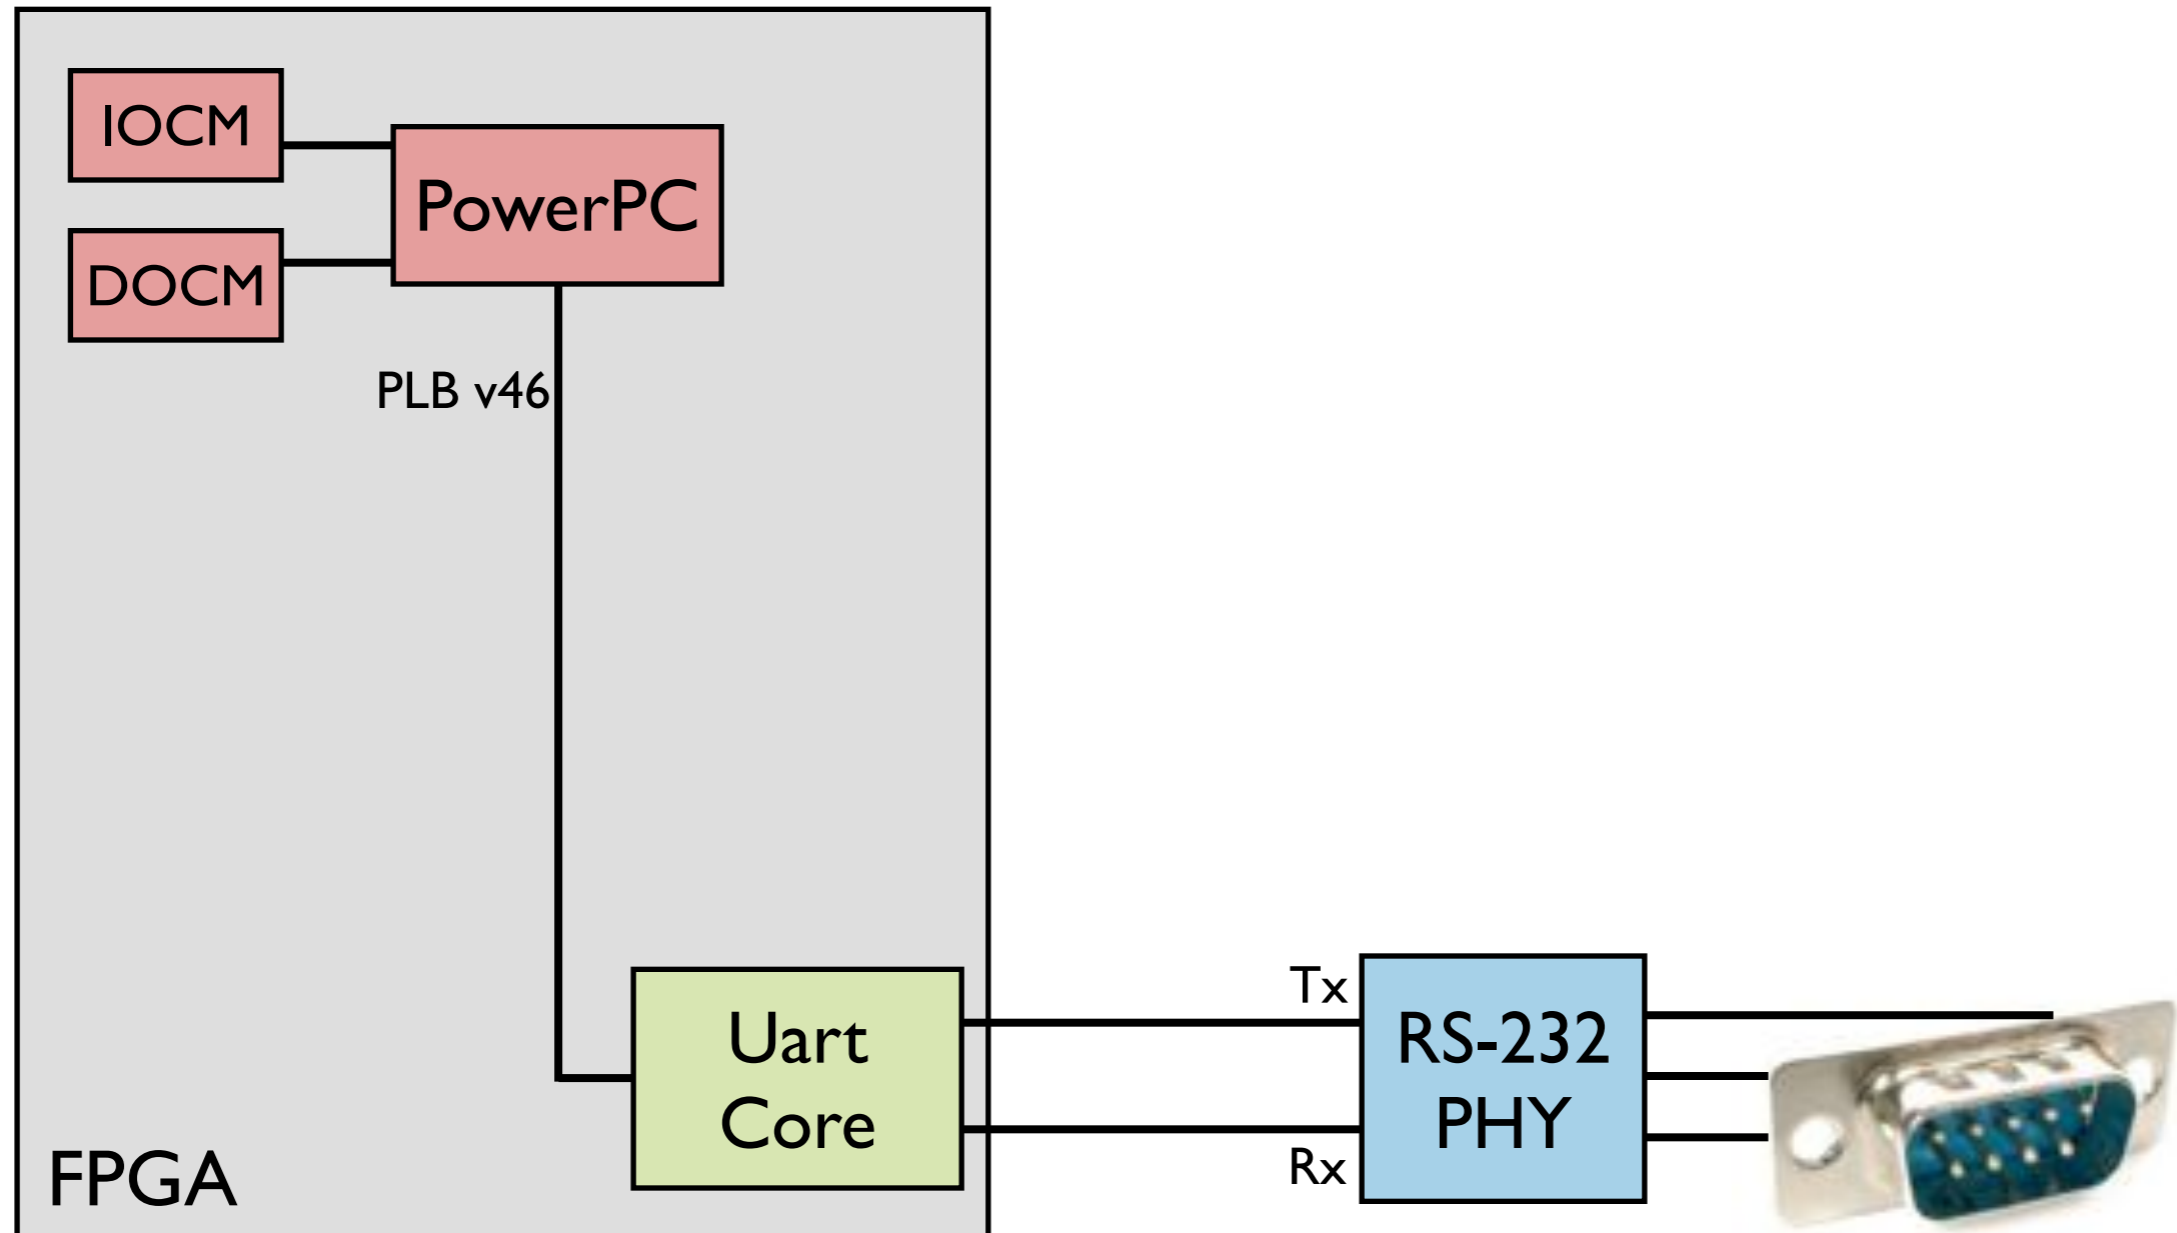 IOCM
PowerPC
DOCM
PLB v46
Uart
Core
Tx
Rx
RS-232
PHY
FPGA